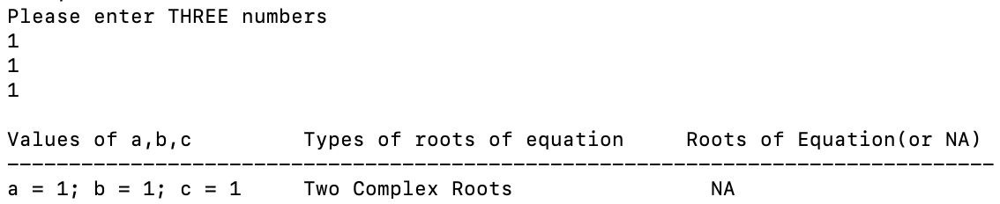 Please enter THREE numbers
1
1
1
Values of a,b,c Types of roots of equation Roots of Equation(or NA)
--------------------------------------------------------------------------------
a = 1; b = 1; c = 1 Two Complex Roots NA